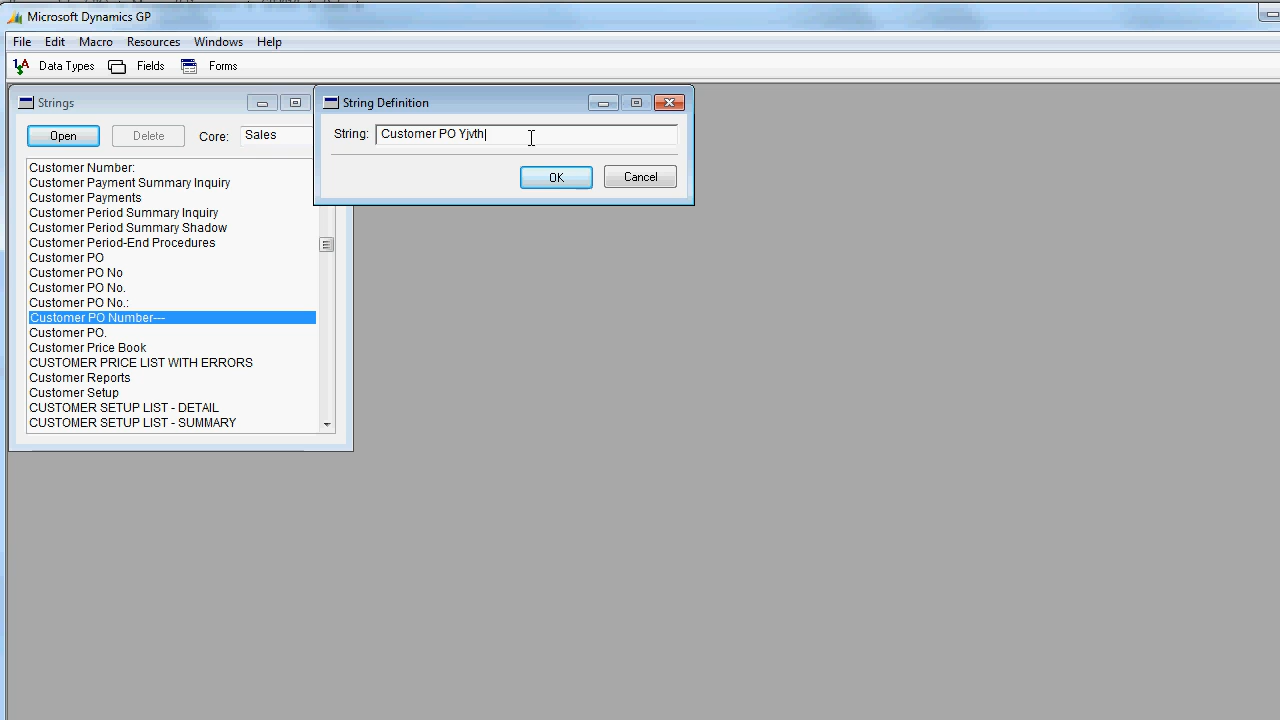 Microsoft Dynamics GP
File Edit Macro Resources Windows Help
Data Types Fields Forms
Strings
Open Delete Core: Sales
Customer Number:
Customer Payment Summary Inquiry
Customer Payments
Customer Period Summary Inquiry
Customer Period Summary Shadow
Customer Period-End Procedures
Customer PO
Customer PO No
Customer PO No.
Customer PO No.:
Customer PO Number---
Customer PO.
Customer Price Book
CUSTOMER PRICE LIST WITH ERRORS
Customer Reports
Customer Setup
CUSTOMER SETUP LIST - DETAIL
CUSTOMER SETUP LIST - SUMMARY
String Definition
String: Customer PO Yjvth
OK Cancel